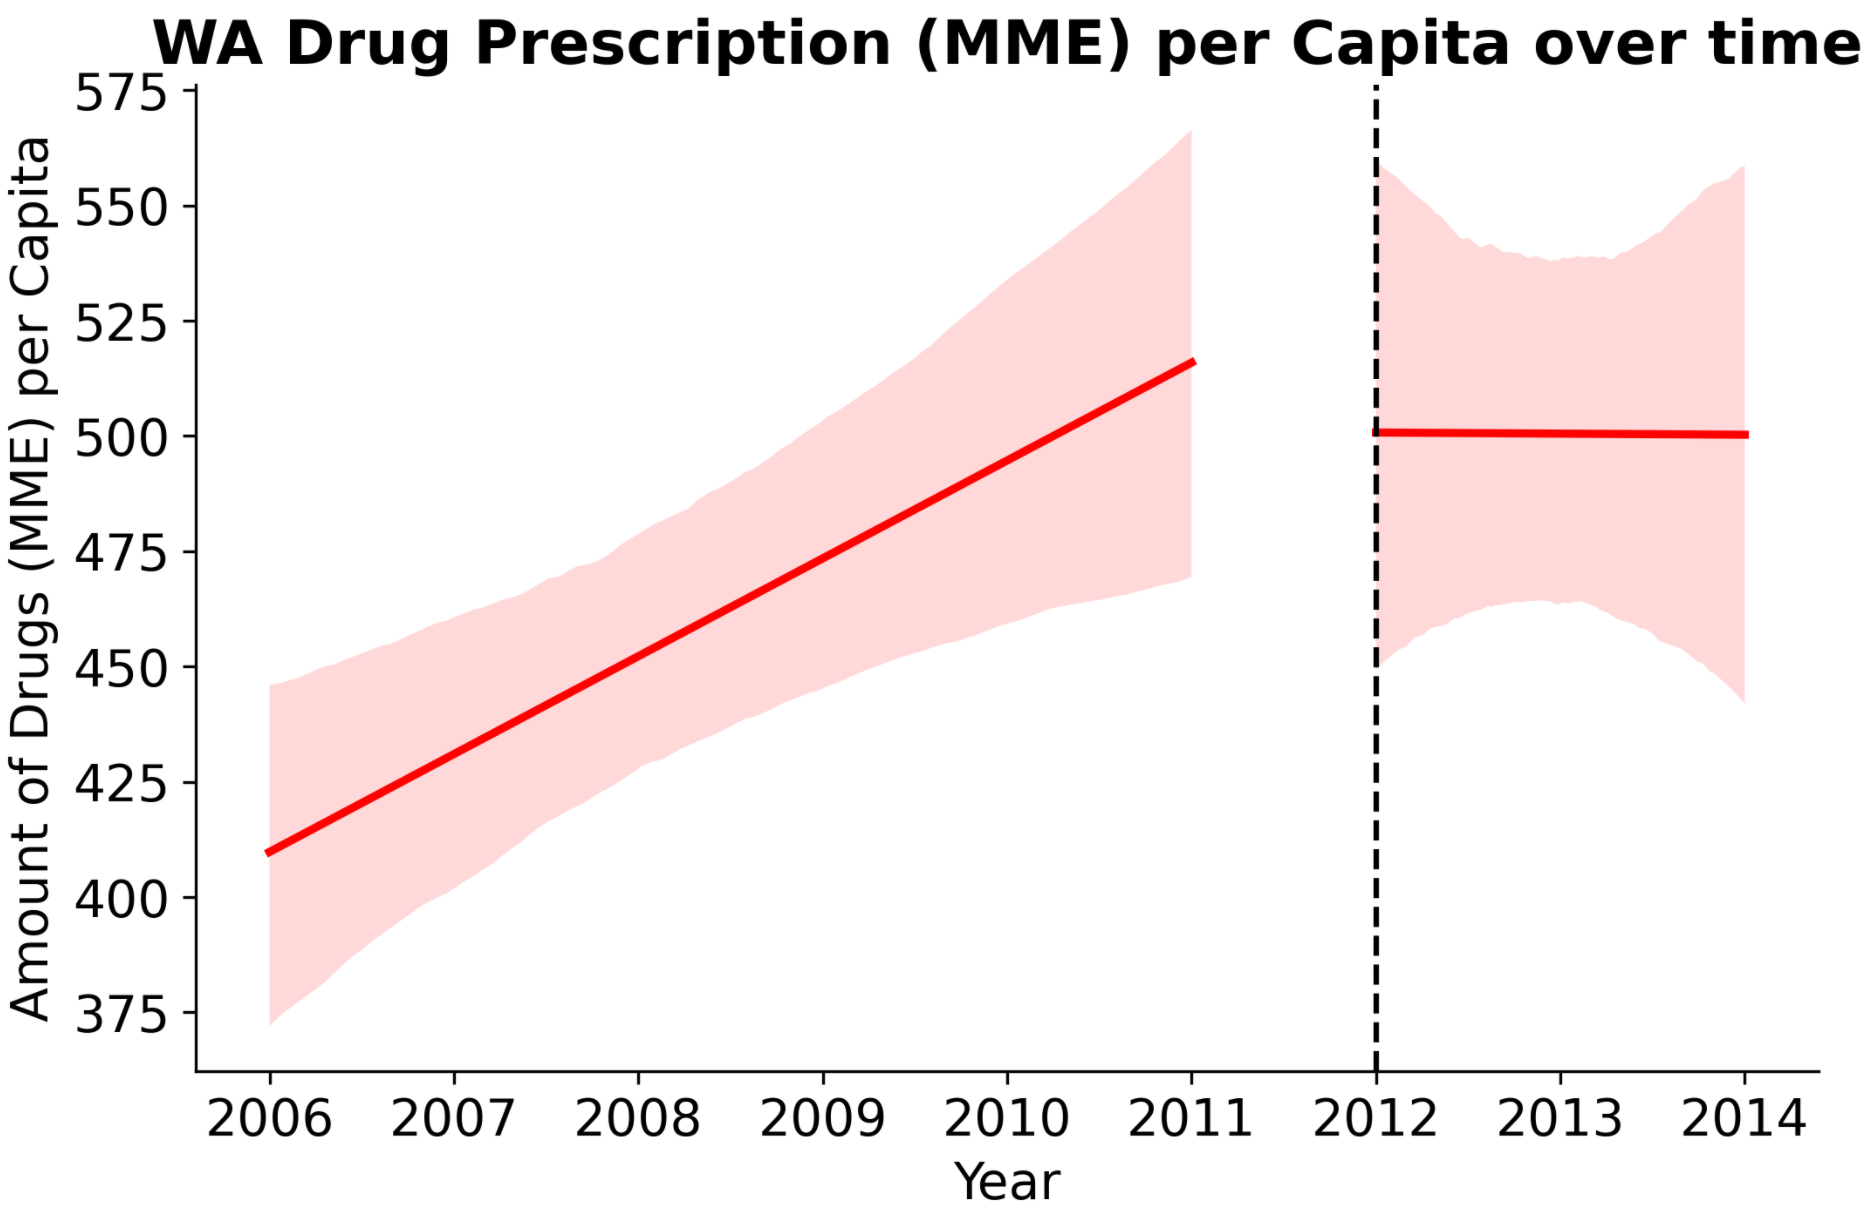 WA Drug Prescription (MME) per Capita over time
Amount of Drugs (MME) per Capita
575
550
525
500
475
450
425
400
375
2006 2007 2008 2009 2010 2011 2012 2013 2014
Year